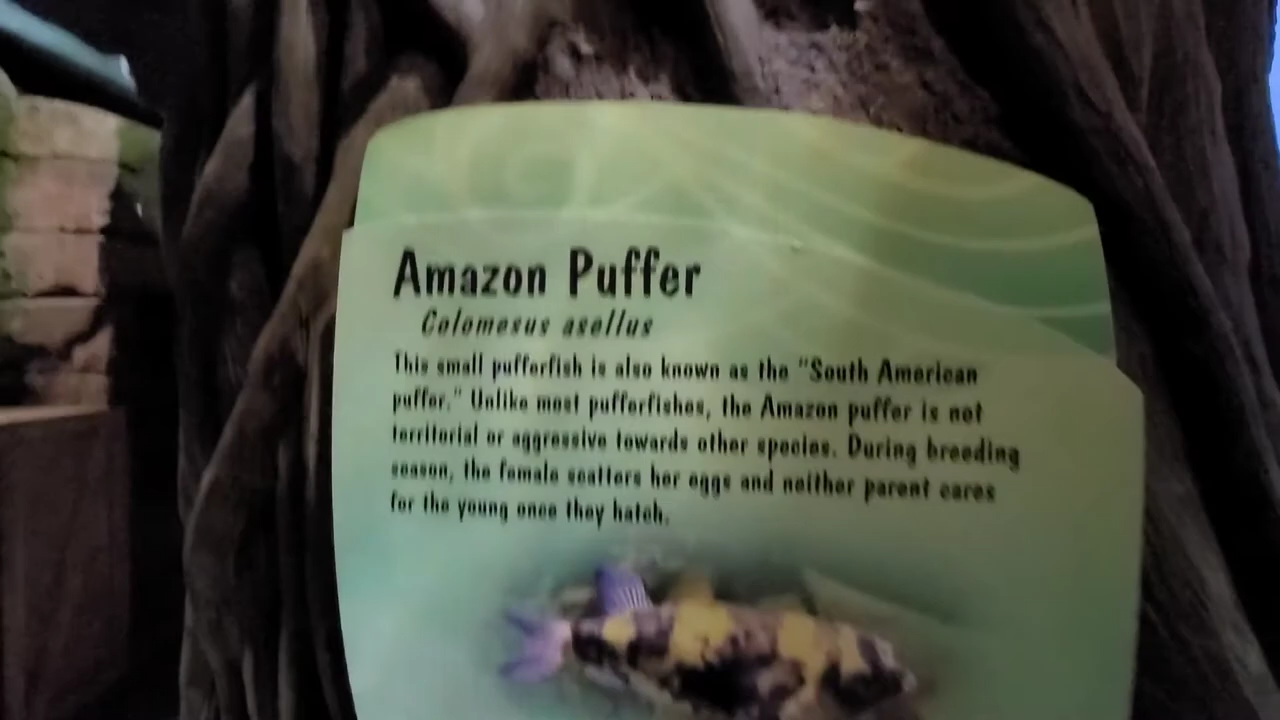 Amazon Puffer
Colomesus asellus
This small pufferfish is also known as the "South American
puffer." Unlike most pufferfishes, the Amazon puffer is not
territorial or aggressive towards other species. During breeding
season, the female scatters her eggs and neither parent cares
for the young once they hatch.